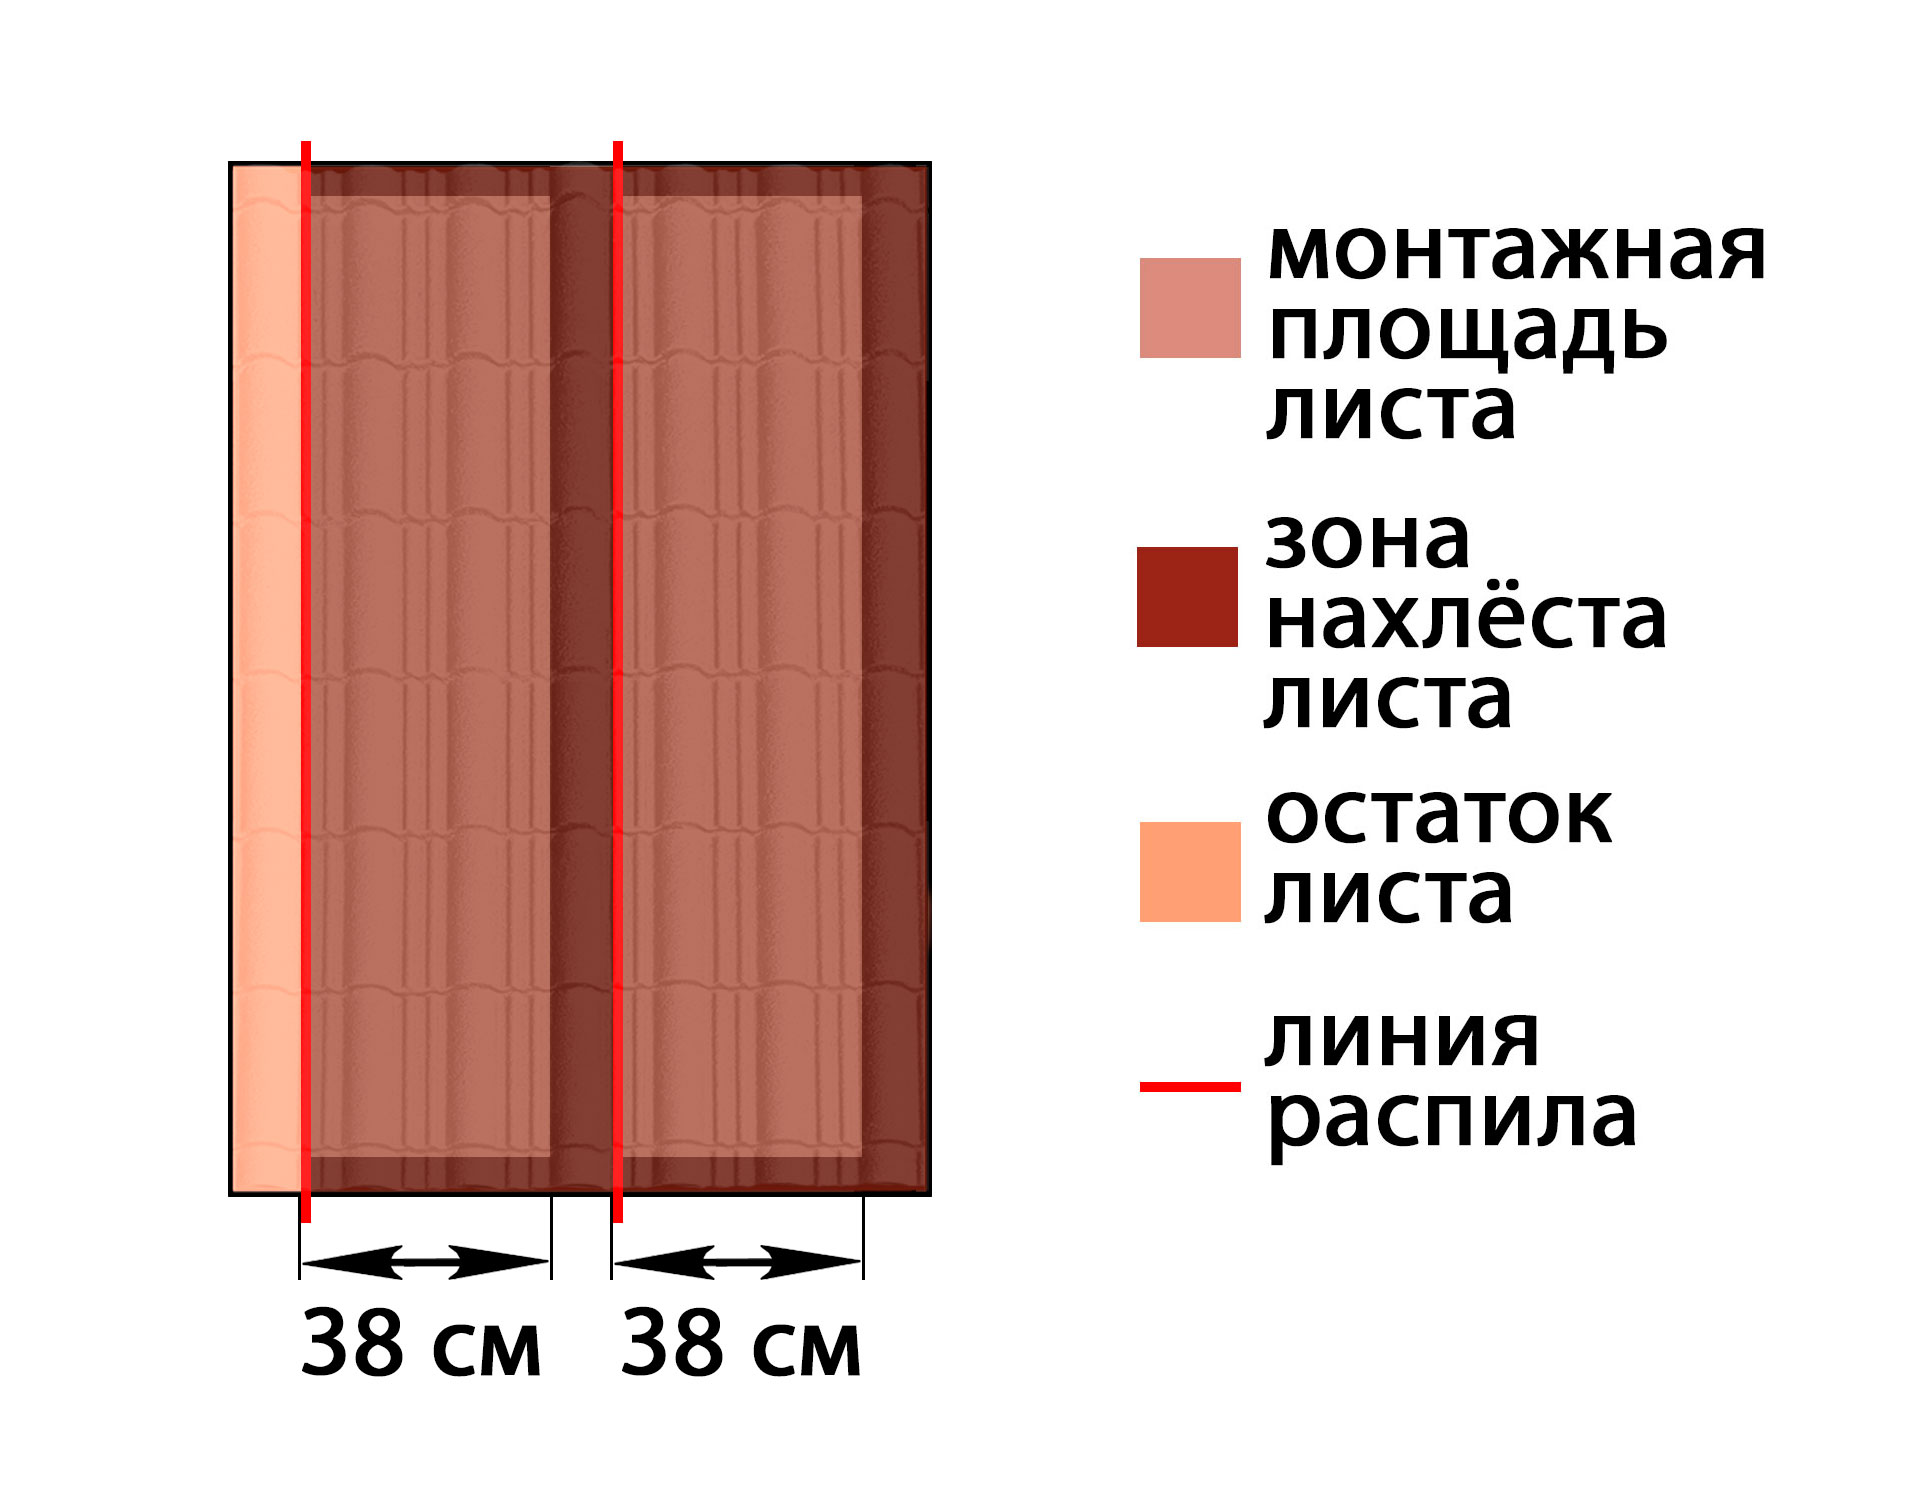 монтажная
площадь
листа
зона
нахлёста
листа
остаток
листа
линия
распила
38 см 38 см